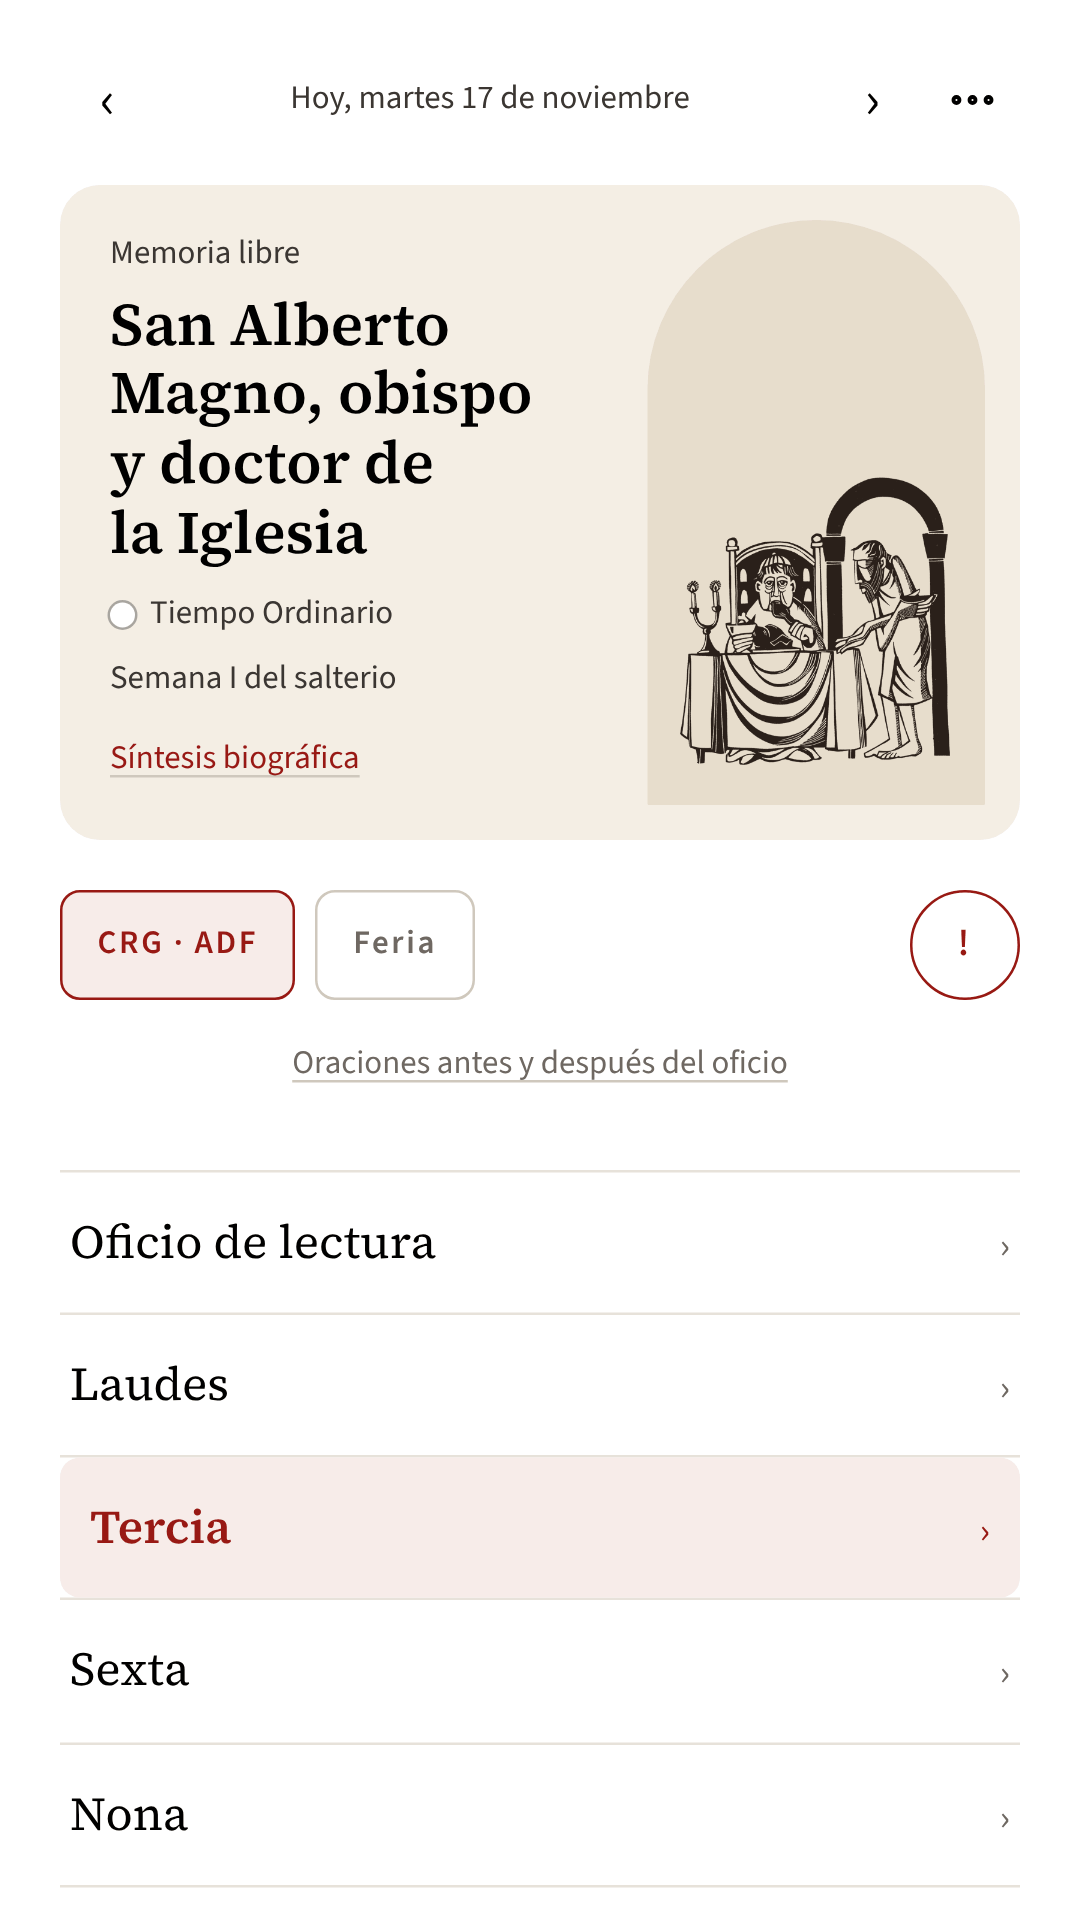 ‹ Hoy, martes 17 de noviembre › •••
Memoria libre
San Alberto
Magno, obispo
y doctor de
la Iglesia
Tiempo Ordinario
Semana I del salterio
Síntesis biográfica
CRG · ADF
Feria
!
Oraciones antes y después del oficio
Oficio de lectura ›
Laudes ›
Tercia ›
Sexta ›
Nona ›